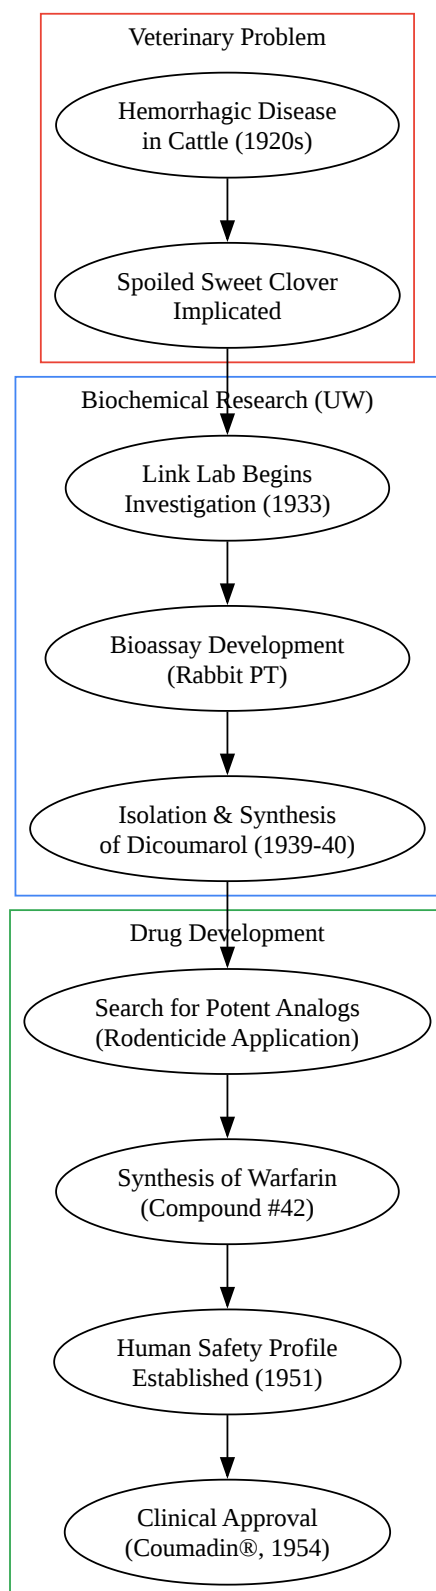 Veterinary Problem
Hemorrhagic Disease
in Cattle (1920s)
Spoiled Sweet Clover
Implicated
Biochemical Research (UW)
Link Lab Begins
Investigation (1933)
Bioassay Development
(Rabbit PT)
Isolation & Synthesis
of Dicoumarol (1939-40)
Drug Development
Search for Potent Analogs
(Rodenticide Application)
Synthesis of Warfarin
(Compound #42)
Human Safety Profile
Established (1951)
Clinical Approval
(Coumadin®, 1954)